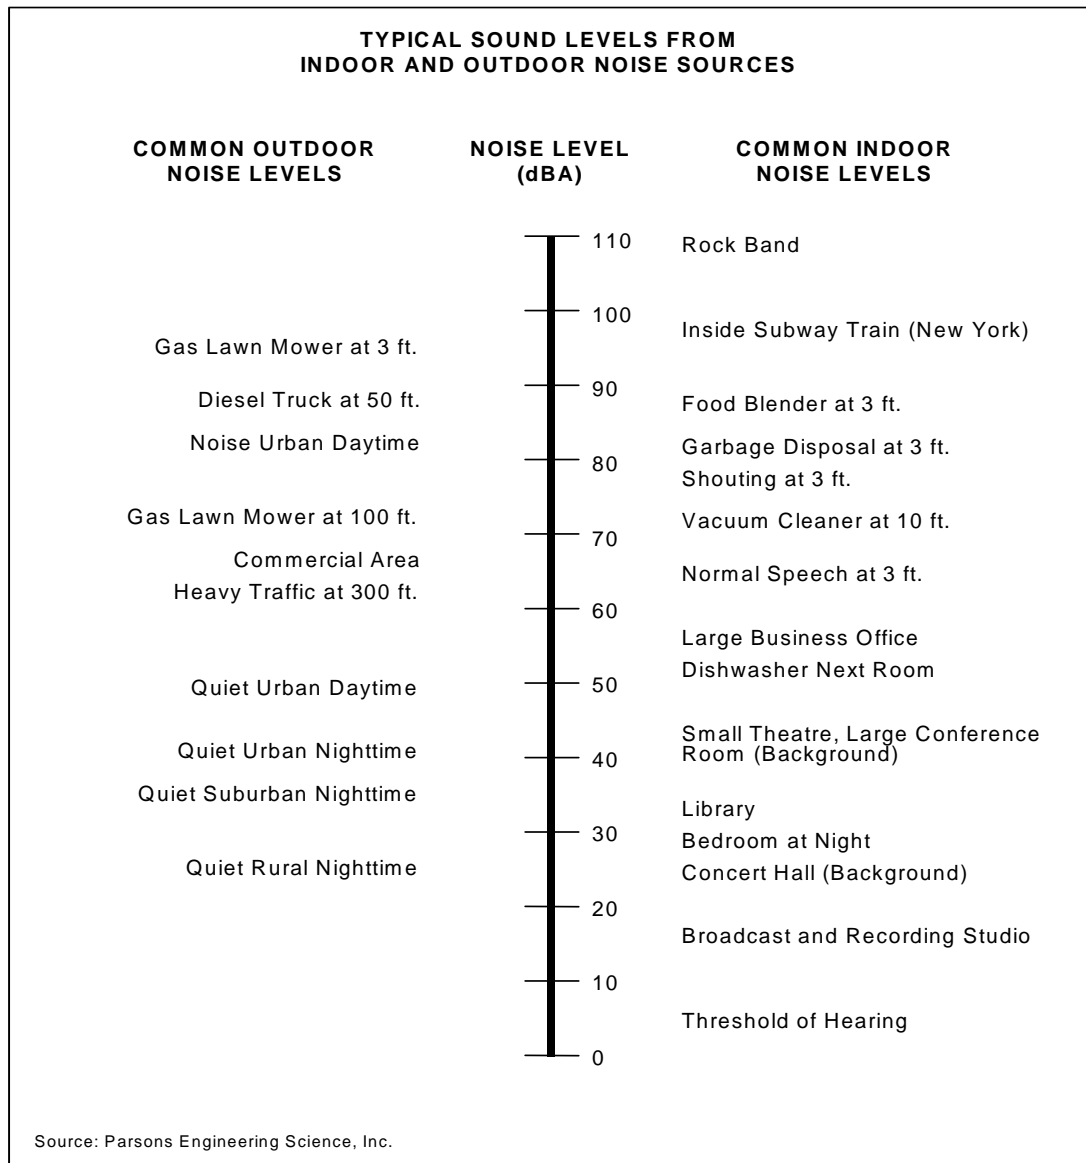 TYPICAL SOUND LEVELS FROM
INDOOR AND OUTDOOR NOISE SOURCES
COMMON OUTDOOR
NOISE LEVELS
NOISE LEVEL
(dBA)
COMMON INDOOR
NOISE LEVELS
110
Rock Band
100
Inside Subway Train (New York)
Gas Lawn Mower at 3 ft.
90
Diesel Truck at 50 ft.
Food Blender at 3 ft.
Noise Urban Daytime
Garbage Disposal at 3 ft.
80
Shouting at 3 ft.
Gas Lawn Mower at 100 ft.
Vacuum Cleaner at 10 ft.
70
Commercial Area
Normal Speech at 3 ft.
Heavy Traffic at 300 ft.
60
Large Business Office
Dishwasher Next Room
Quiet Urban Daytime
50
Small Theatre, Large Conference
Room (Background)
Quiet Urban Nighttime
40
Quiet Suburban Nighttime
Library
30
Bedroom at Night
Quiet Rural Nighttime
Concert Hall (Background)
20
Broadcast and Recording Studio
10
Threshold of Hearing
0
Source: Parsons Engineering Science, Inc.